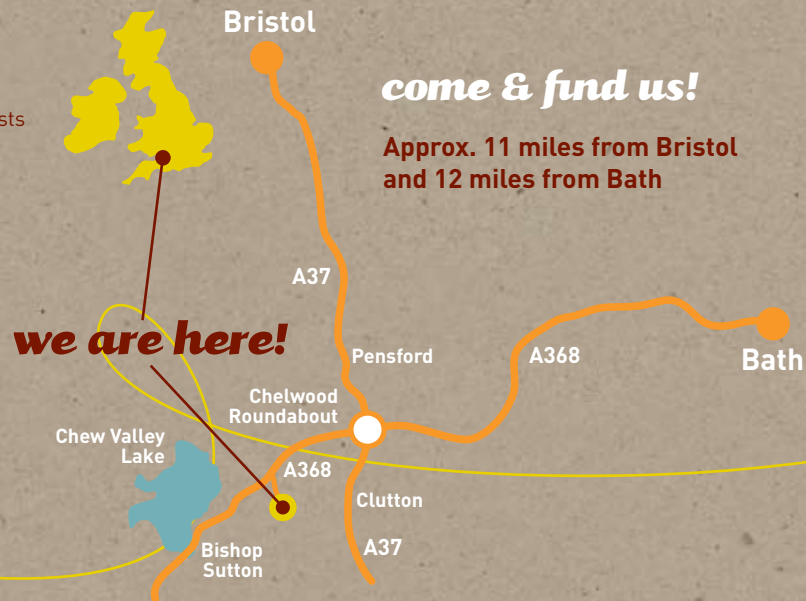 Bristol
come & find us!
sts
Approx. 11 miles from Bristol
and 12 miles from Bath
A37
we are here!
Pensford
A368
Bath
Chelwood
Roundabout
Chew Valley
Lake
A368
Clutton
Bishop
Sutton
A37